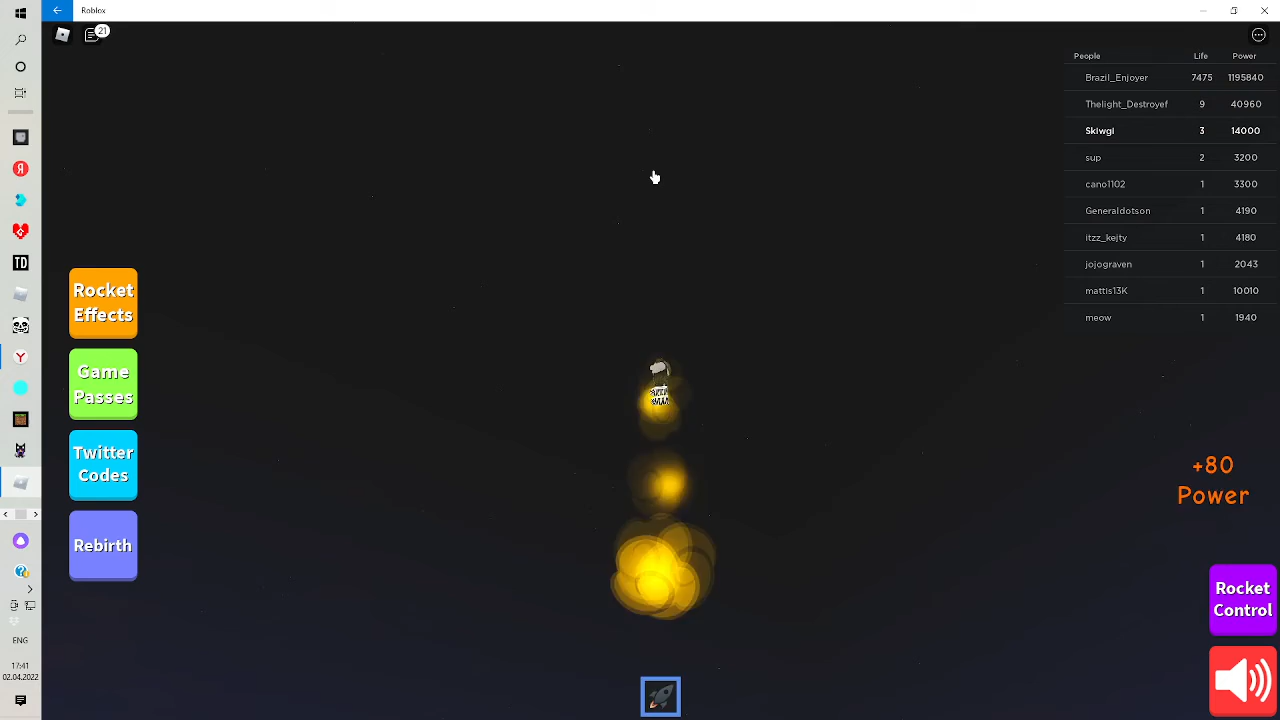 Roblox
21
People Life Power
Brazil_Enjoyer 7475 1195840
Thelight_Destroyef 9 40960
Skiwgi 3 14000
sup 2 3200
cano1102 1 3300
Generaldotson 1 4190
itzz_kejty 1 4180
jojograven 1 2043
mattis13K 1 10010
meow 1 1940
Rocket
Effects
Game
Passes
Twitter
Codes
Rebirth
+80
Power
Rocket
Control
Я
TD
Y
ENG
17:41
02.04.2022